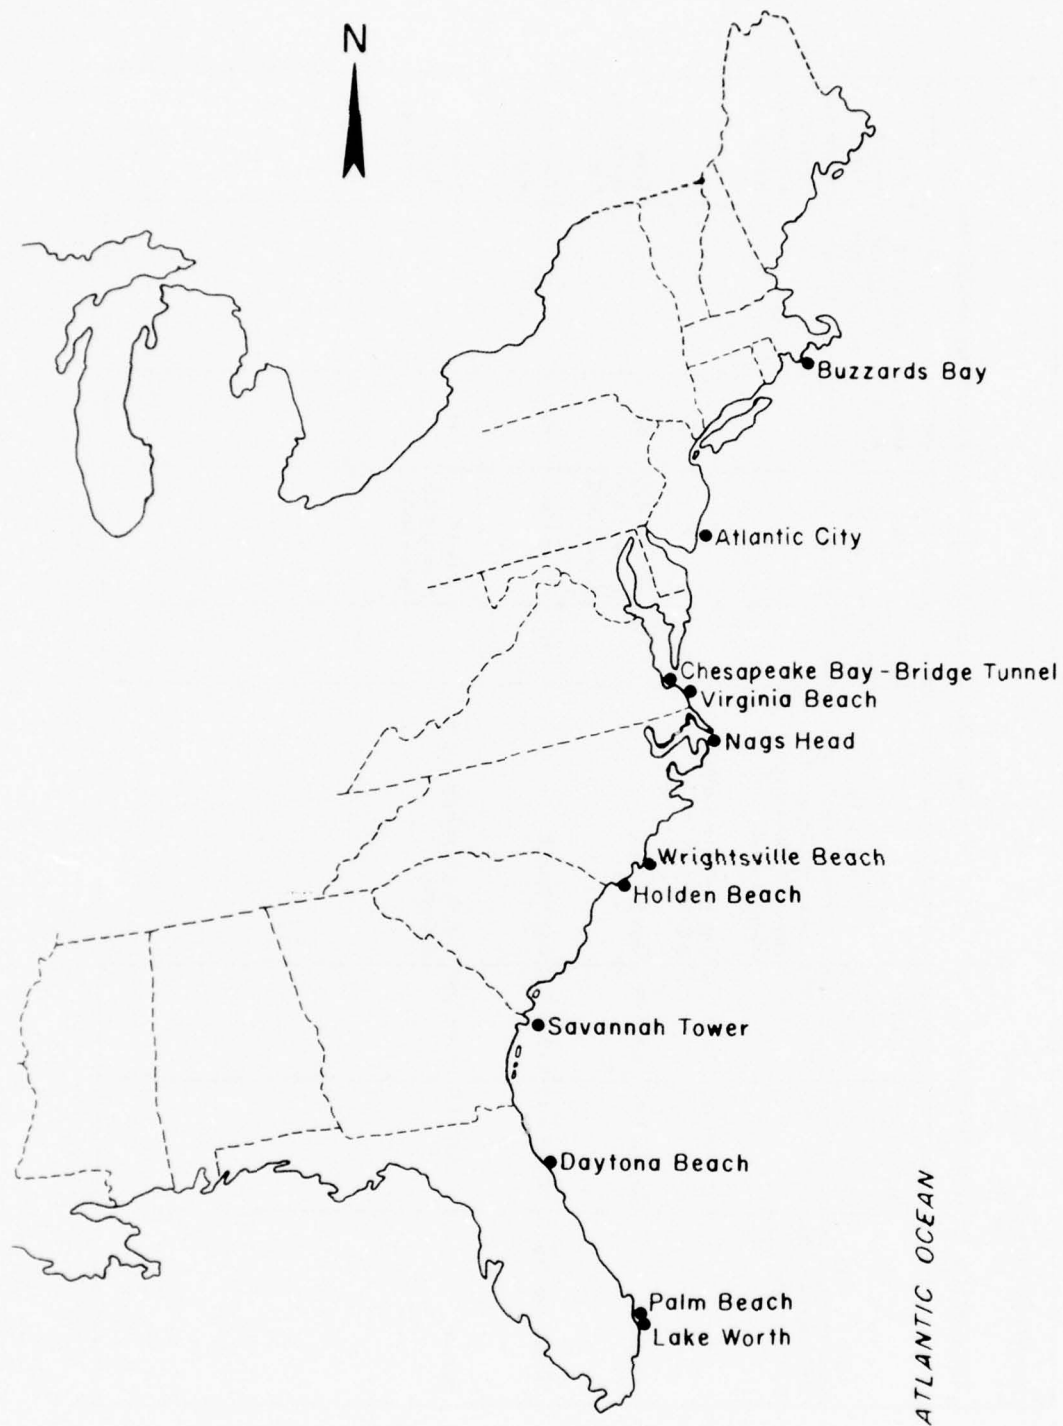 N
Buzzards Bay
Atlantic City
Chesapeake Bay-Bridge Tunnel
Virginia Beach
Nags Head
Wrightsville Beach
Holden Beach
Savannah Tower
Daytona Beach
Palm Beach
Lake Worth
ATLANTIC OCEAN